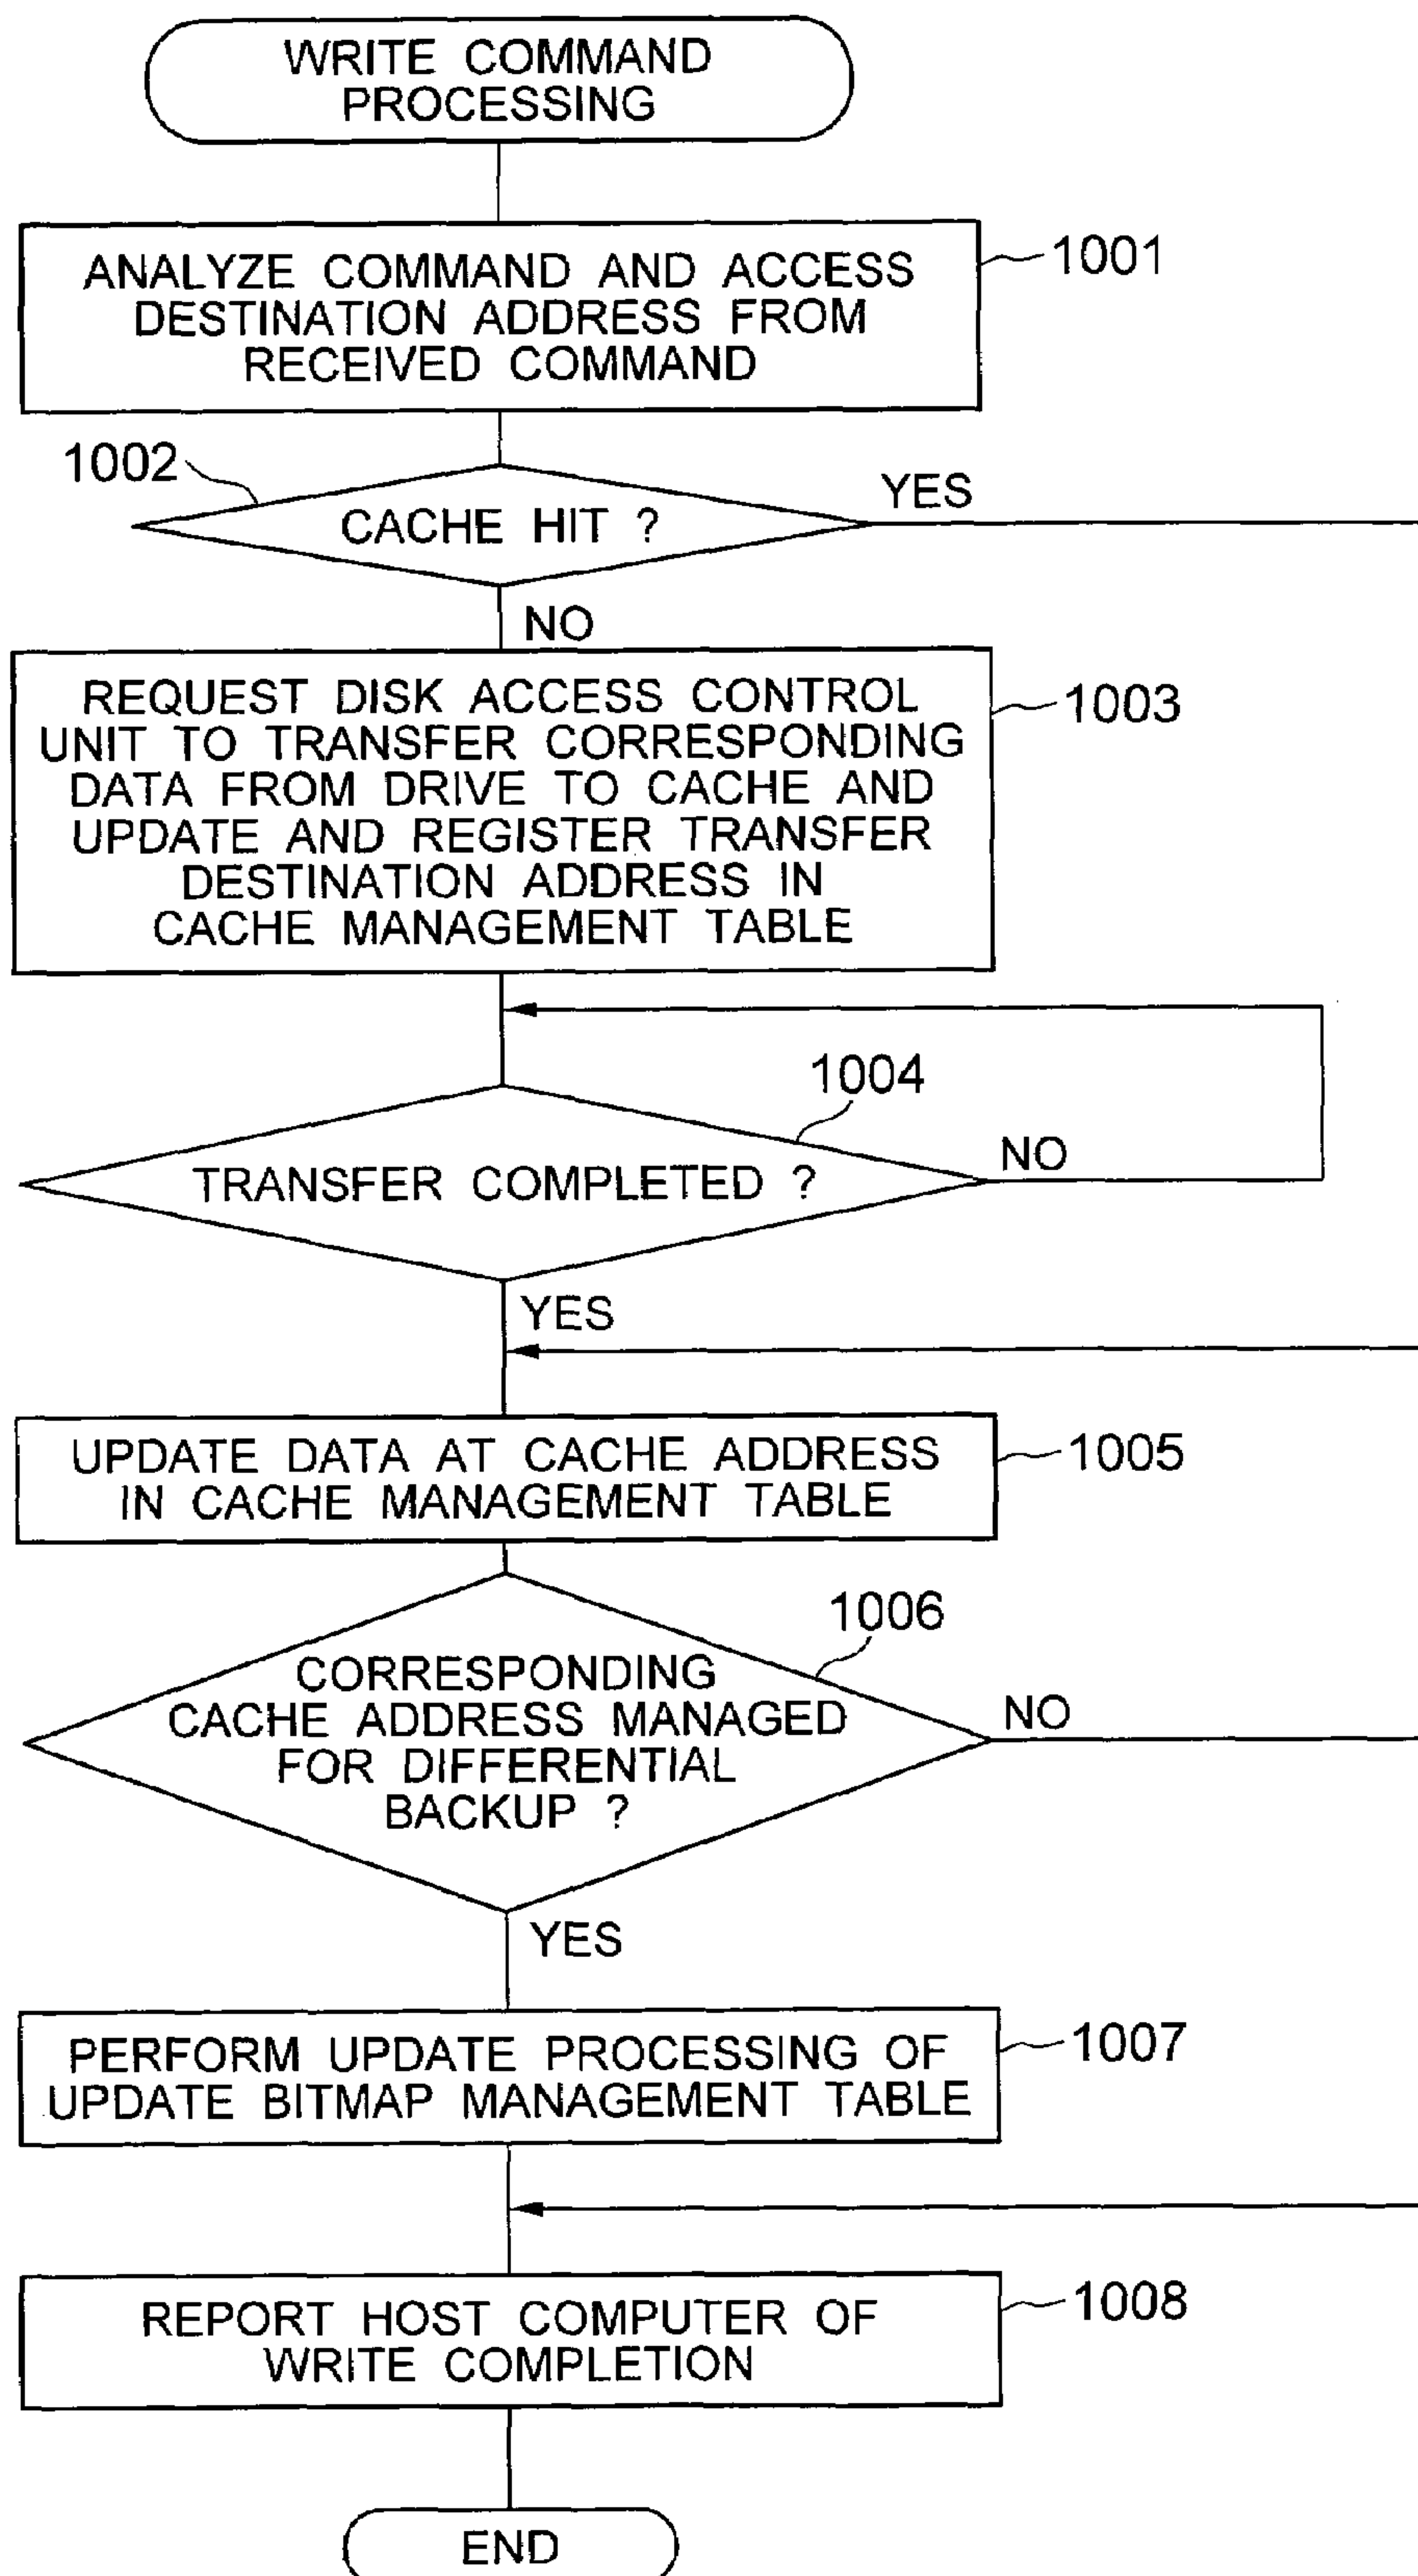 WRITE COMMAND
PROCESSING
ANALYZE COMMAND AND ACCESS
DESTINATION ADDRESS FROM
RECEIVED COMMAND
1001
1002
CACHE HIT ?
YES
NO
REQUEST DISK ACCESS CONTROL
UNIT TO TRANSFER CORRESPONDING
DATA FROM DRIVE TO CACHE AND
UPDATE AND REGISTER TRANSFER
DESTINATION ADDRESS IN
CACHE MANAGEMENT TABLE
1003
1004
TRANSFER COMPLETED ?
NO
YES
UPDATE DATA AT CACHE ADDRESS
IN CACHE MANAGEMENT TABLE
1005
1006
CORRESPONDING
CACHE ADDRESS MANAGED
FOR DIFFERENTIAL
BACKUP ?
NO
YES
PERFORM UPDATE PROCESSING OF
UPDATE BITMAP MANAGEMENT TABLE
1007
REPORT HOST COMPUTER OF
WRITE COMPLETION
1008
END